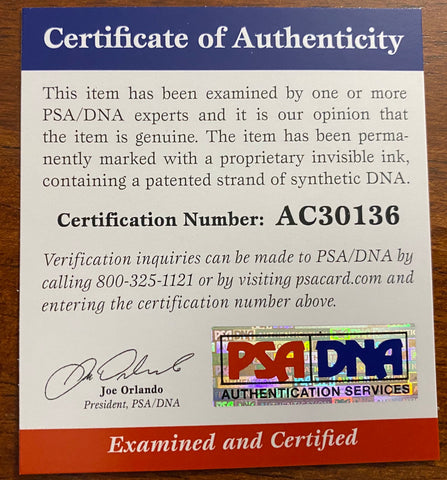 Certificate of Authenticity
This item has been examined by one or more
PSA/DNA experts and it is our opinion that
the item is genuine. The item has been perma-
nently marked with a proprietary invisible ink,
containing a patented strand of synthetic DNA.
Certification Number: AC30136
Verification inquiries can be made to PSA/DNA by
calling 800-325-1121 or by visiting psacard.com and
entering the certification number above.
Joe Orlando
President, PSA/DNA
PSA DNA
AUTHENTICATION SERVICES
Examined and Certified